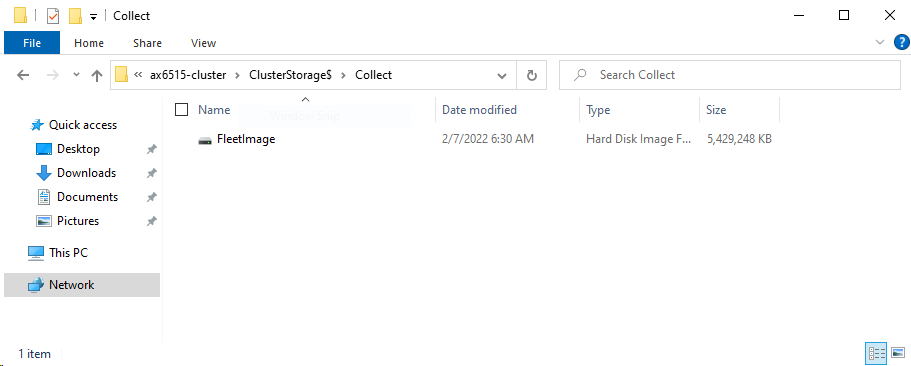 Collect
File Home Share View
ax6515-cluster ClusterStorage$ Collect Search Collect
Name Date modified Type Size
Quick access
FleetImage 2/7/2022 6:30 AM Hard Disk Image F... 5,429,248 KB
Desktop
Downloads
Documents
Pictures
This PC
Network
1 item